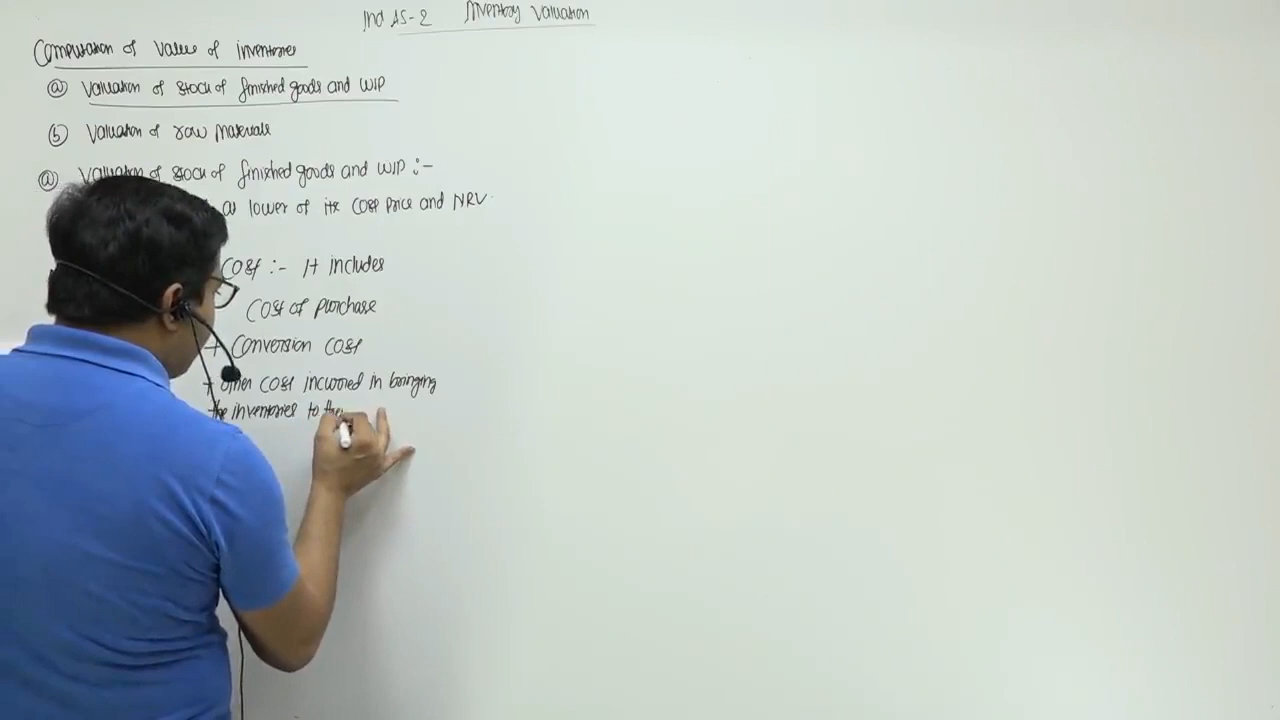 Ind AS-2 Inventory Valuation
Computation of Value of Inventories
(a) Valuation of Stock of finished goods and WIP
(b) Valuation of raw Materials
(a) Valuation of Stock of finished goods and WIP :-
at lower of its Cost Price and NRV.
Cost :- It includes
Cost of Purchase
+ Conversion Cost
+ Other Cost incurred in bringing
the inventories to the